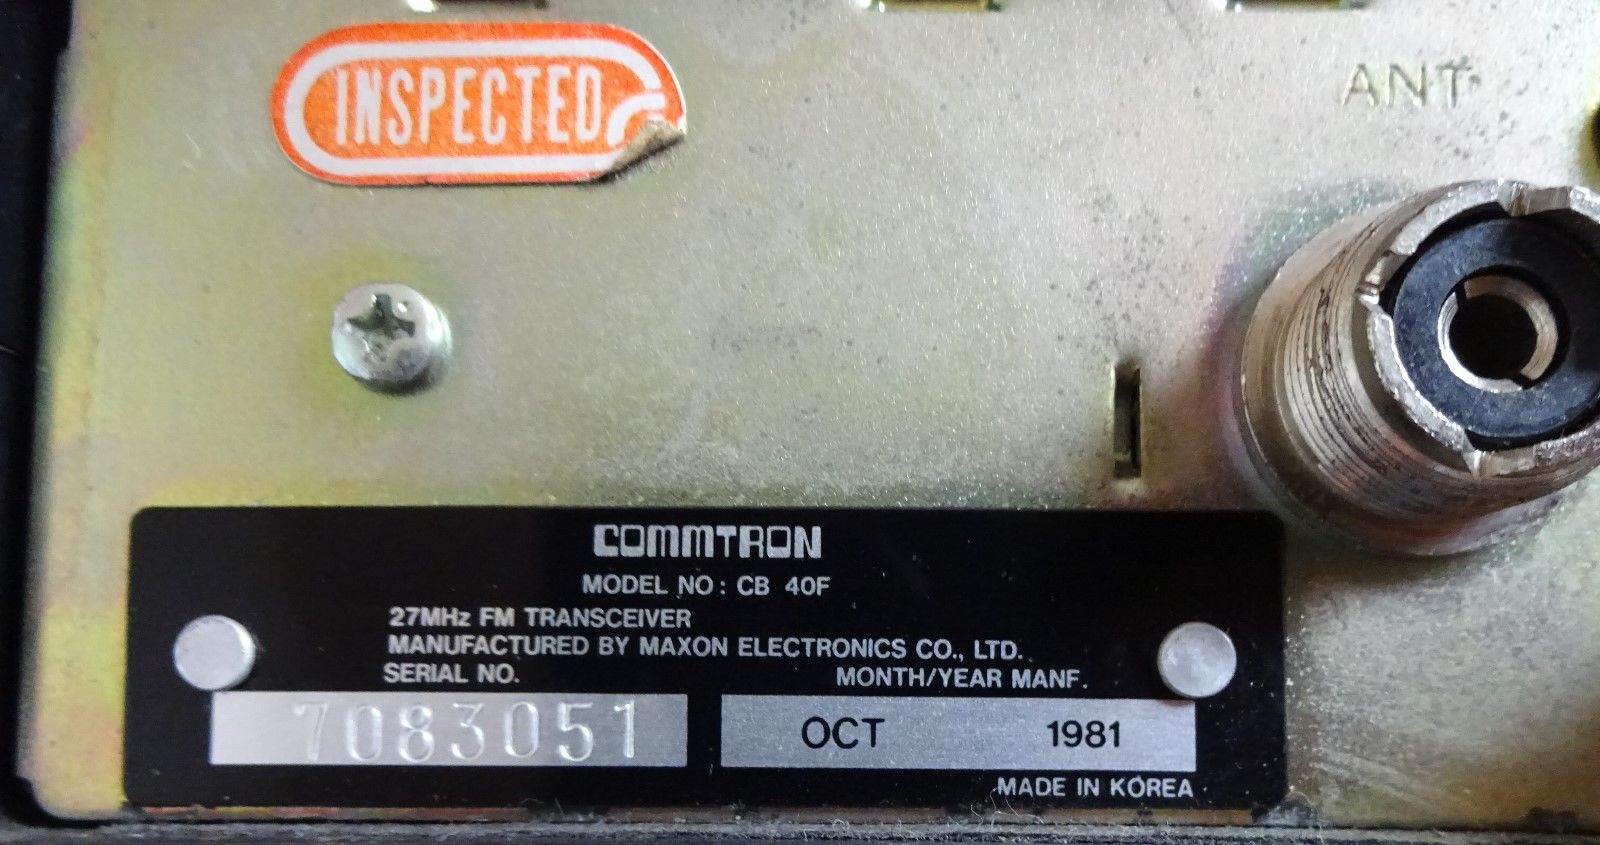 INSPECTED
ANT
COMMTRON
MODEL NO: CB 40F
27MHz FM TRANSCEIVER
MANUFACTURED BY MAXON ELECTRONICS CO., LTD.
SERIAL NO. MONTH/YEAR MANF.
7083051 OCT 1981
MADE IN KOREA